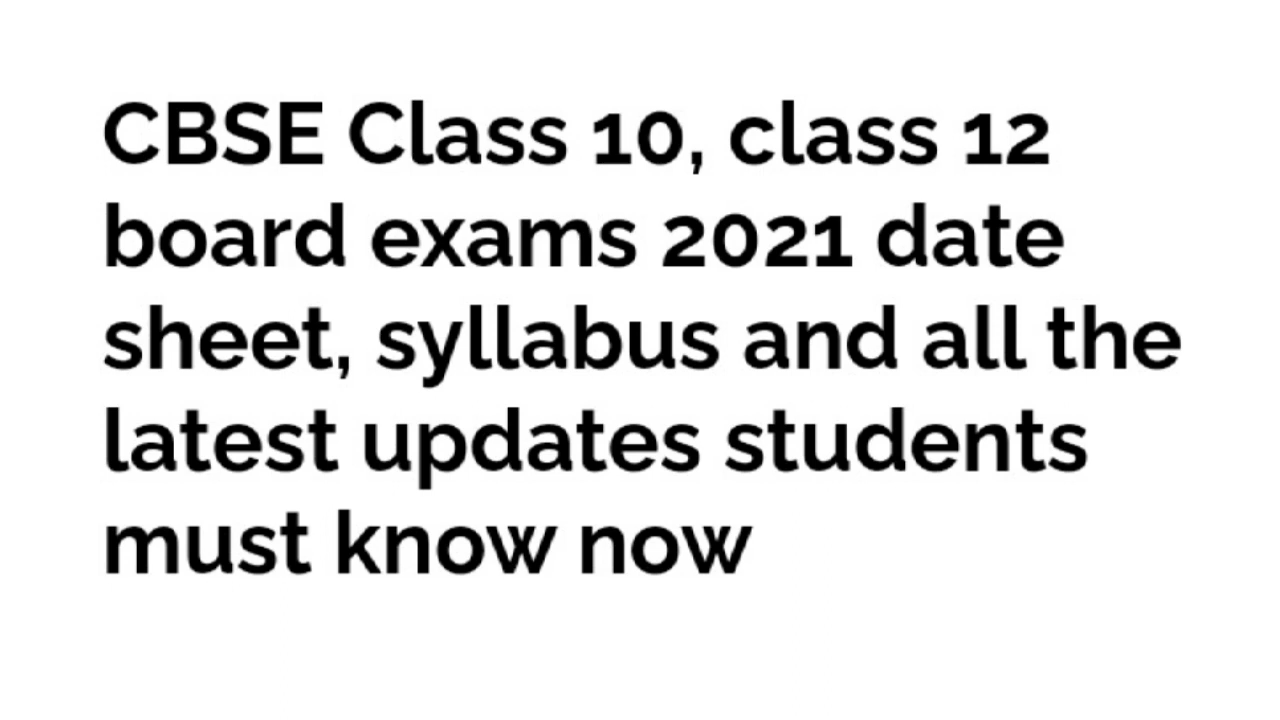 CBSE Class 10, class 12
board exams 2021 date
sheet, syllabus and all the
latest updates students
must know now